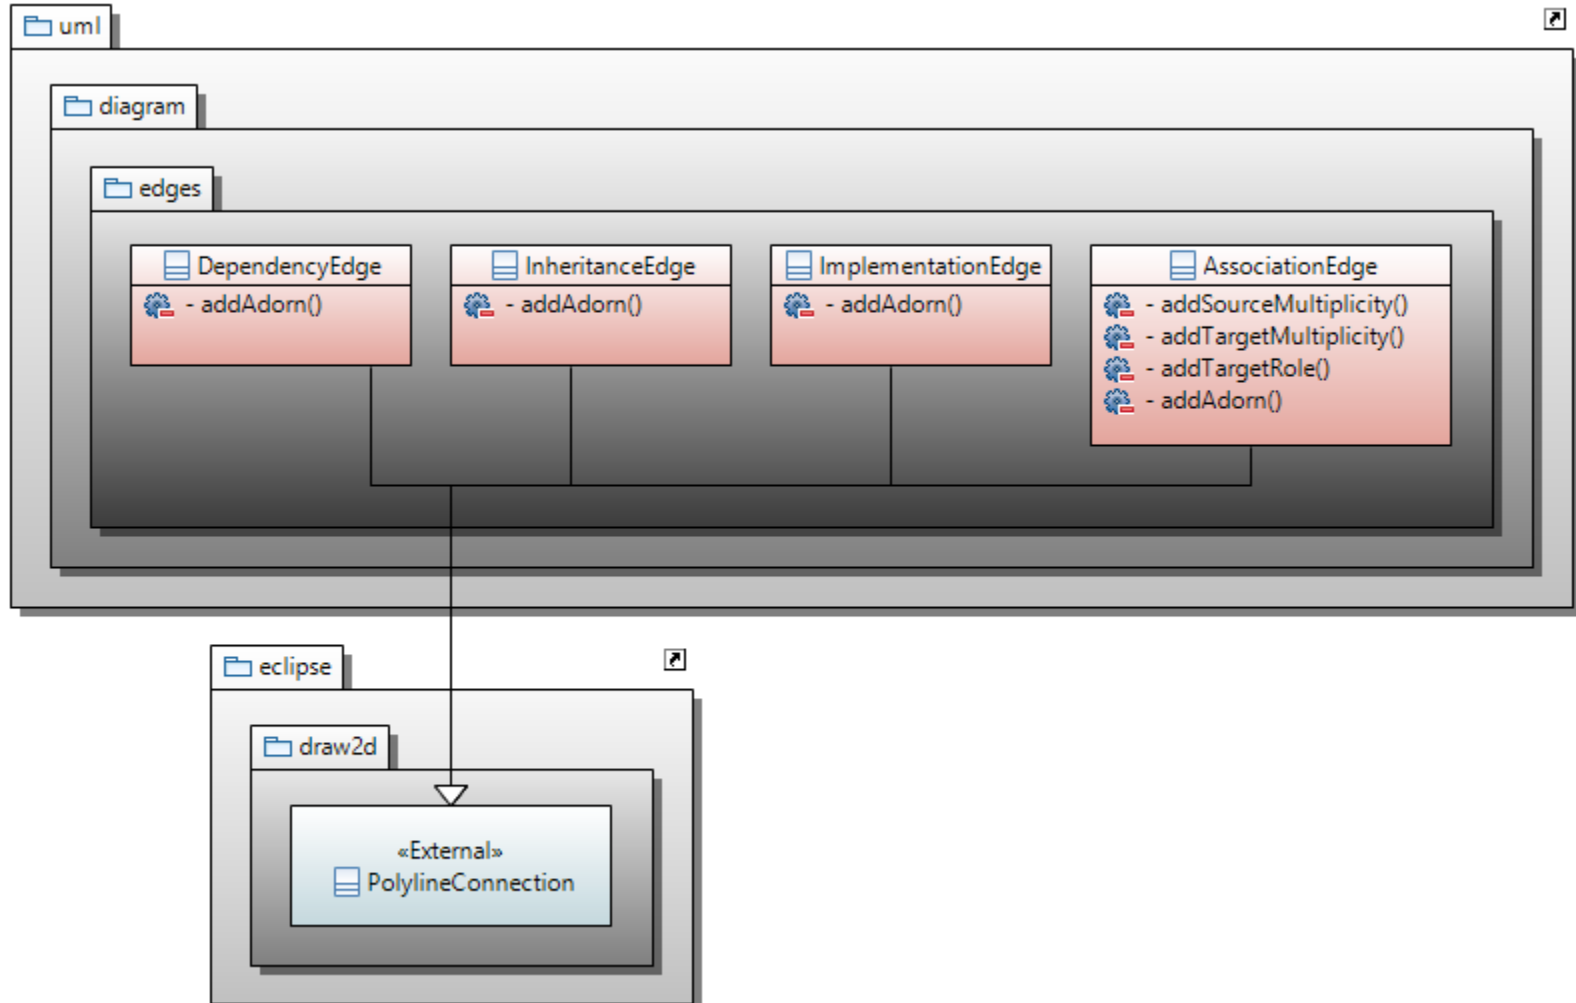 uml
diagram
edges
DependencyEdge
- addAdorn()
InheritanceEdge
- addAdorn()
ImplementationEdge
- addAdorn()
AssociationEdge
- addSourceMultiplicity()
- addTargetMultiplicity()
- addTargetRole()
- addAdorn()
eclipse
draw2d
«External»
PolylineConnection